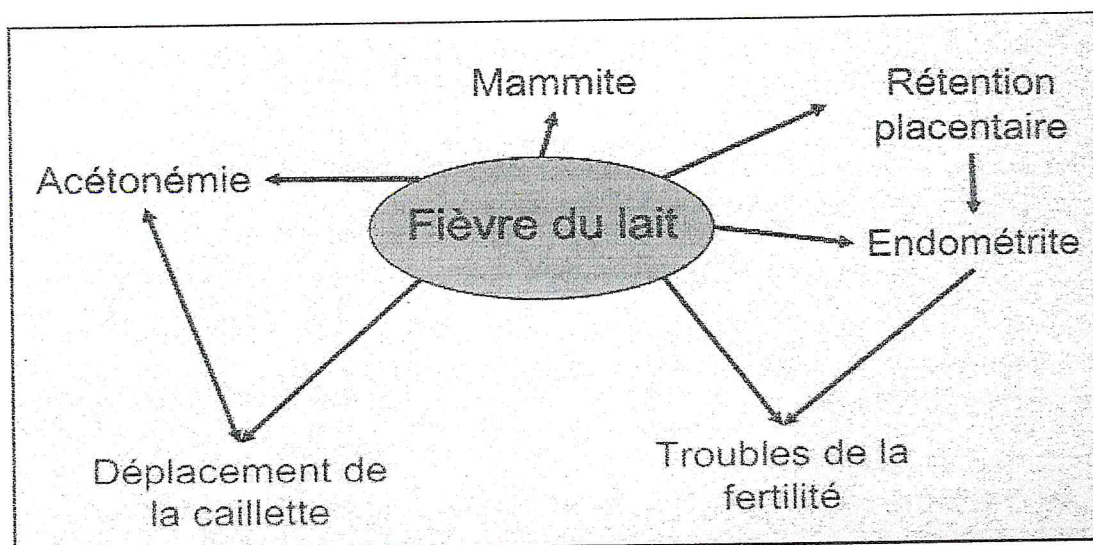 Mammite
Rétention
placentaire
Acétonémie
Fièvre du lait
Endométrite
Déplacement de
la caillette
Troubles de la
fertilité